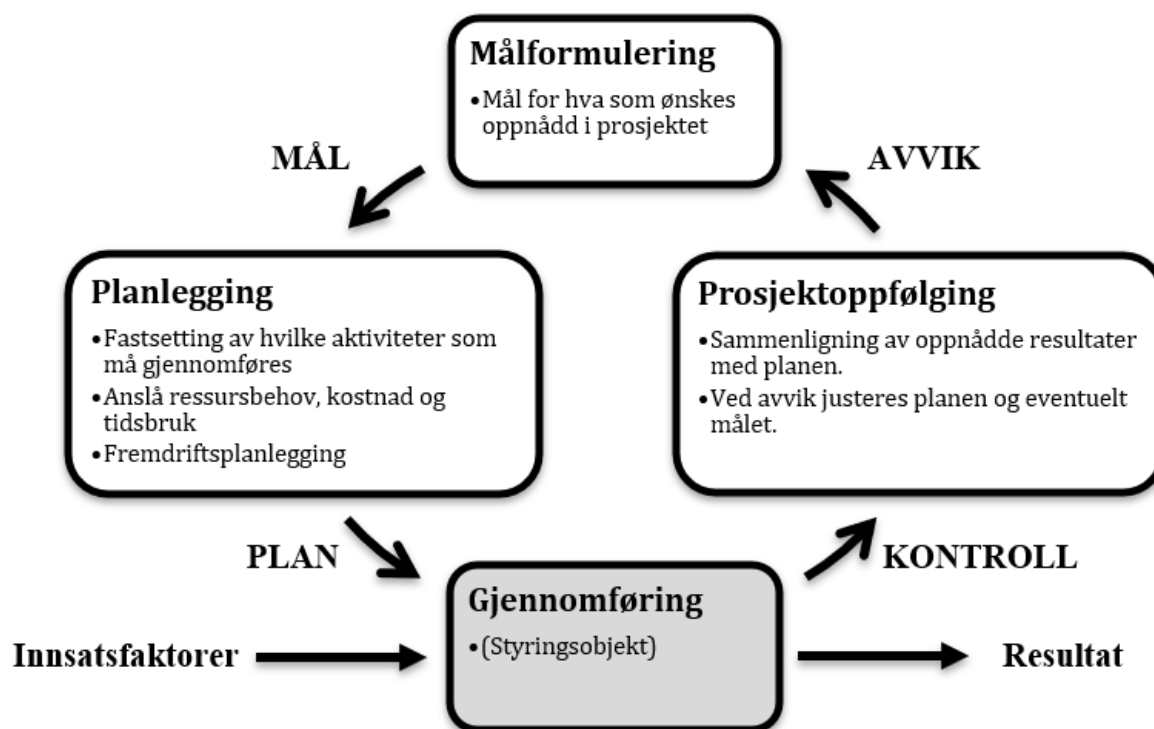 Målformulering
•Mål for hva som ønskes
oppnådd i prosjektet
MÅL
AVVIK
Planlegging
•Fastsetting av hvilke aktiviteter som
må gjennomføres
•Anslå ressursbehov, kostnad og
tidsbruk
•Fremdriftsplanlegging
Prosjektoppfølging
•Sammenligning av oppnådde resultater
med planen.
•Ved avvik justeres planen og eventuelt
målet.
PLAN
KONTROLL
Gjennomføring
•(Styringsobjekt)
Innsatsfaktorer
Resultat